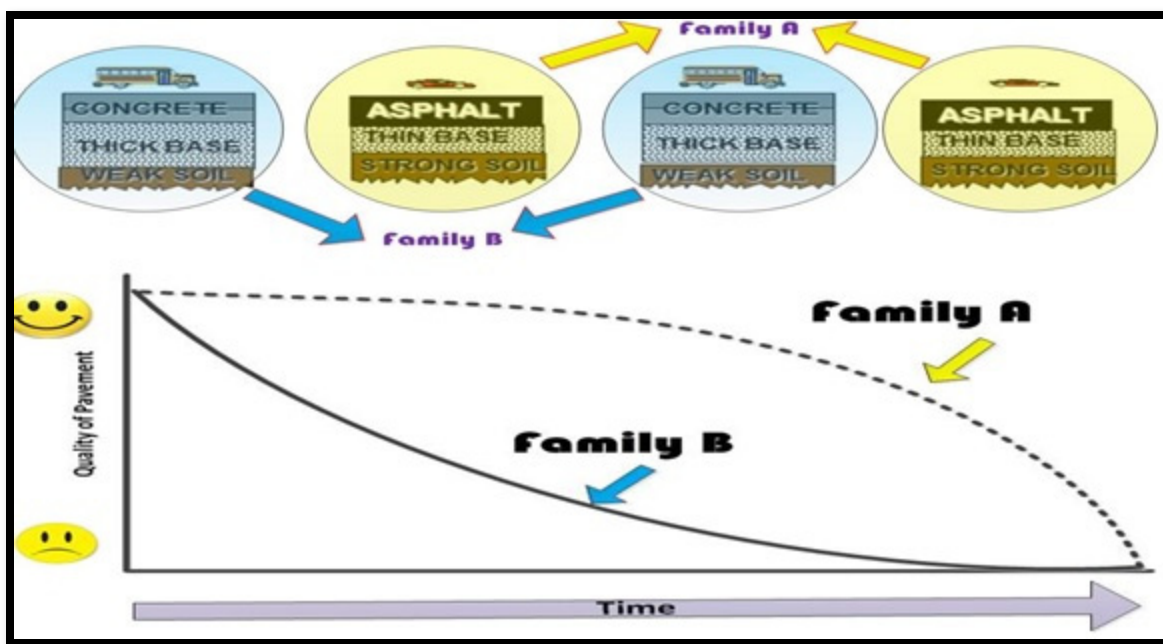 Family A
CONCRETE
THICK BASE
WEAK SOIL
ASPHALT
THIN BASE
STRONG SOIL
CONCRETE
THICK BASE
WEAK SOIL
ASPHALT
THIN BASE
STRONG SOIL
Family B
Quality of Pavement
Family A
Family B
Time